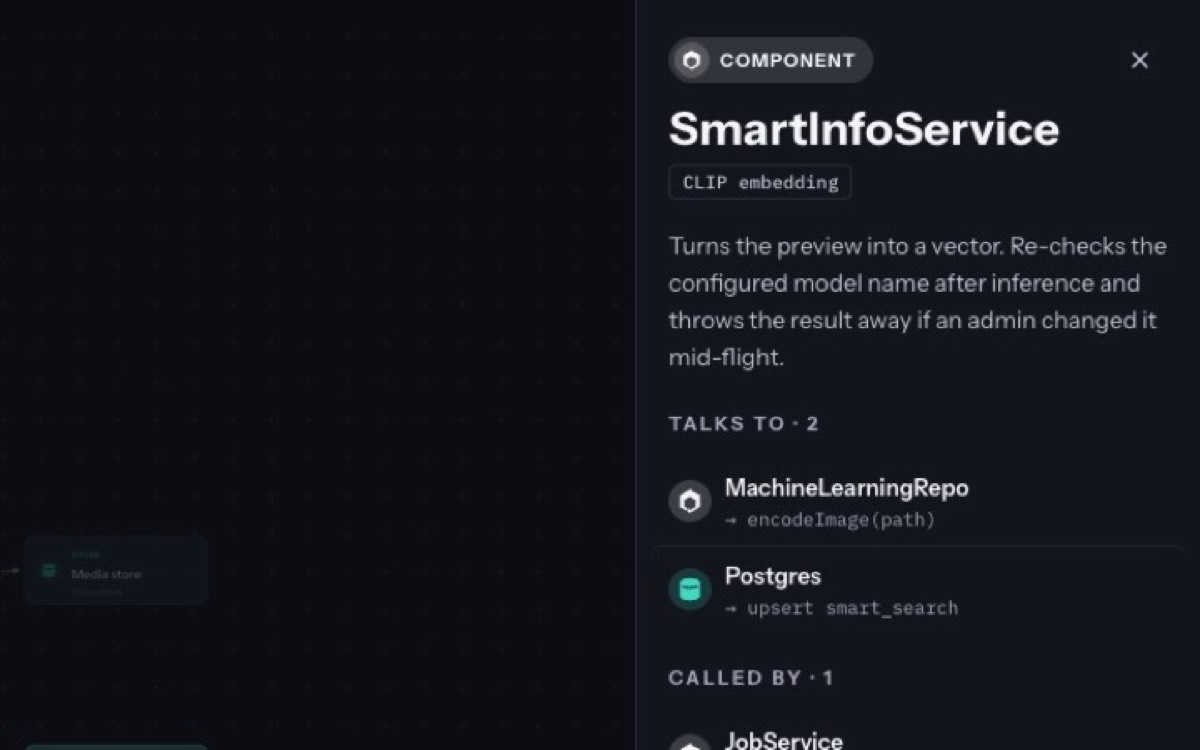 COMPONENT
SmartInfoService
CLIP embedding
Turns the preview into a vector. Re-checks the
configured model name after inference and
throws the result away if an admin changed it
mid-flight.
TALKS TO · 2
MachineLearningRepo
→ encodeImage(path)
Postgres
→ upsert smart_search
CALLED BY · 1
JobService
STORE
Media store